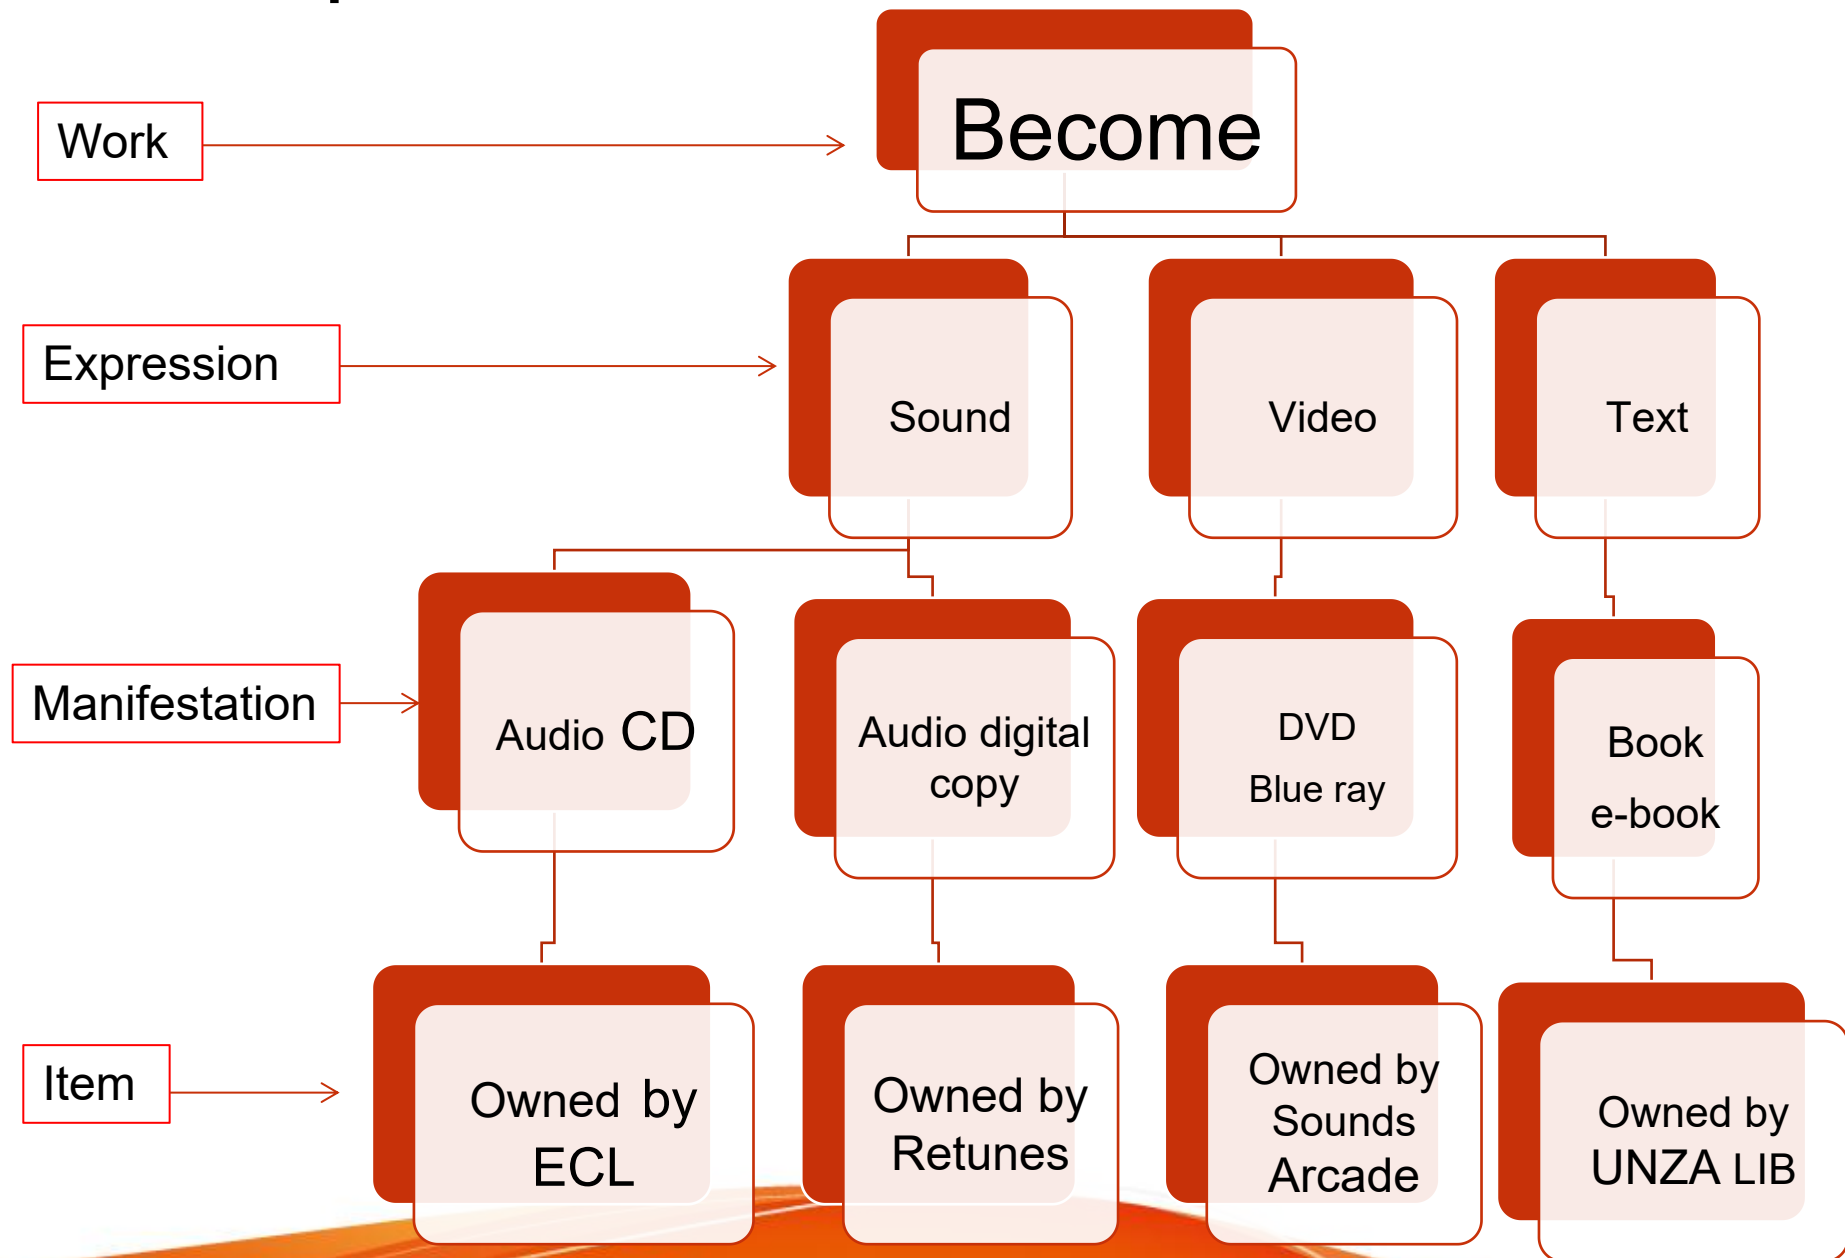 Work
Become
Expression
Sound
Video
Text
Manifestation
Audio CD
Audio digital
copy
DVD
Blue ray
Book
e-book
Item
Owned by
ECL
Owned by
Retunes
Owned by
Sounds
Arcade
Owned by
UNZA LIB